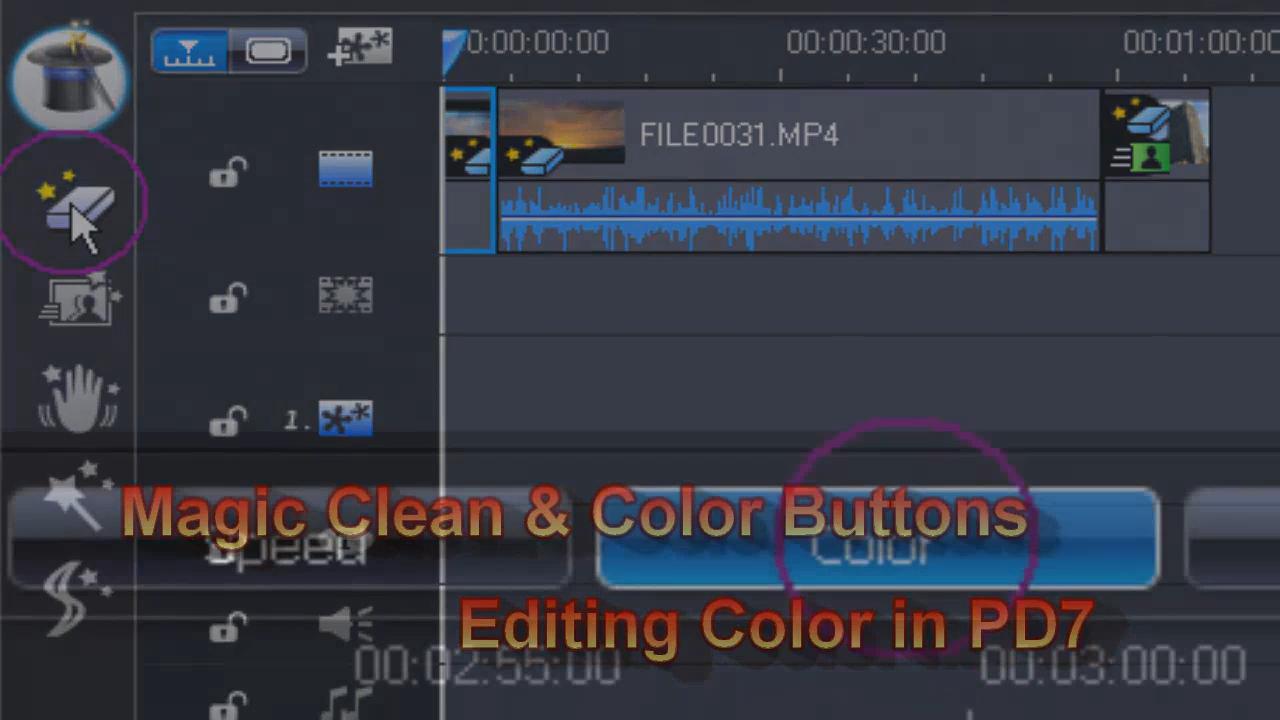 0:00:00:00 00:00:30:00 00:01:00:00
FILE0031.MP4
1.
Magic Clean & Color Buttons
Speed Color
Editing Color in PD7
00:02:55:00 00:03:00:00